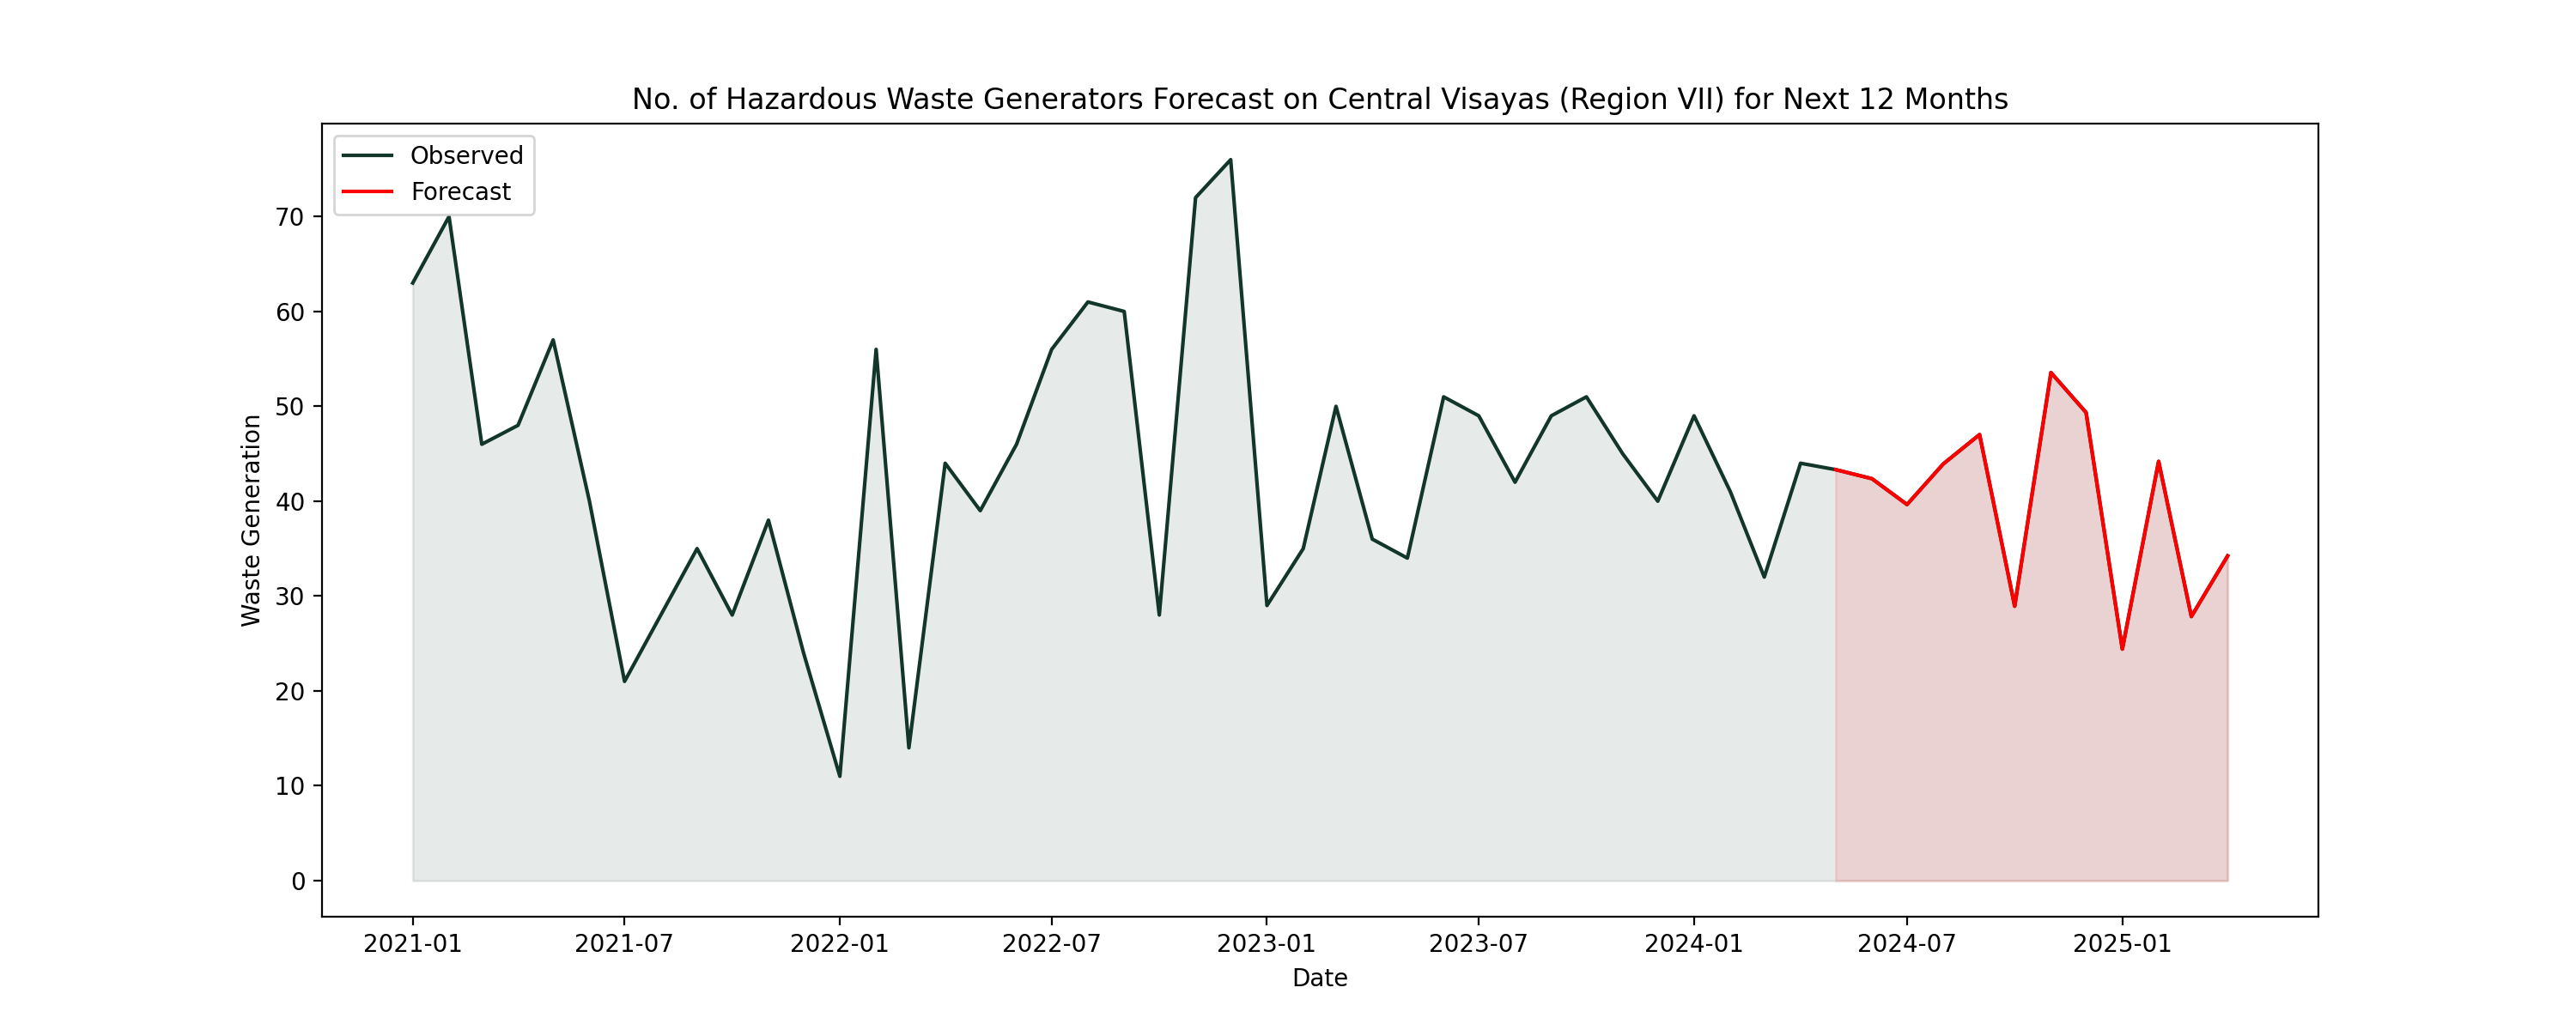 No. of Hazardous Waste Generators Forecast on Central Visayas (Region VII) for Next 12 Months
Observed
Forecast
Waste Generation
70
60
50
40
30
20
10
0
2021-01 2021-07 2022-01 2022-07 2023-01 2023-07 2024-01 2024-07 2025-01
Date